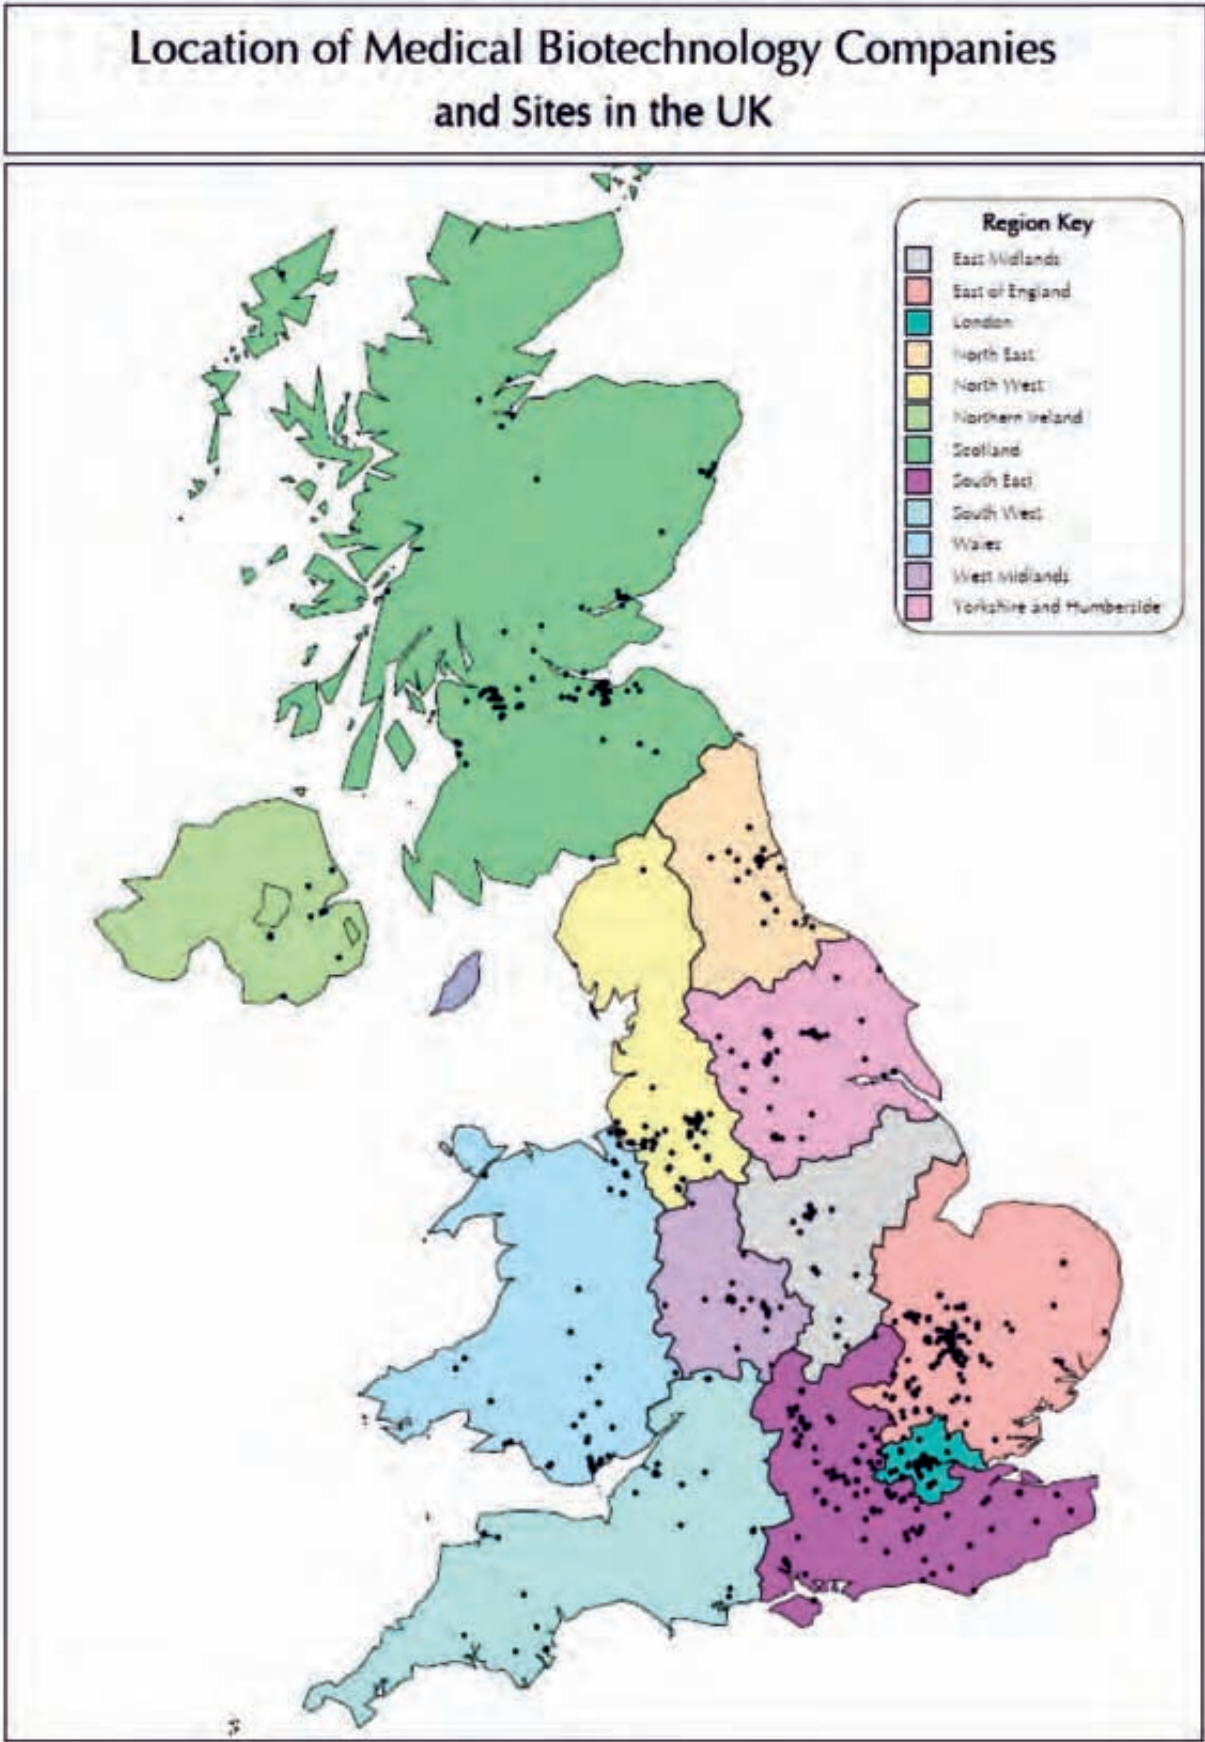 Location of Medical Biotechnology Companies
and Sites in the UK
Region Key
East Midlands
East of England
London
North East
North West
Northern Ireland
Scotland
South East
South West
Wales
West Midlands
Yorkshire and Humberside